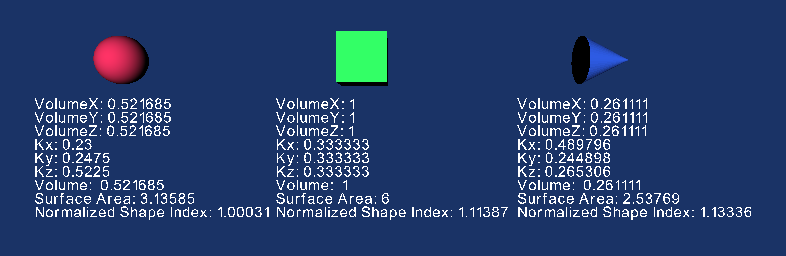 VolumeX: 0.521685
VolumeY: 0.521685
VolumeZ: 0.521685
Kx: 0.23
Ky: 0.2475
Kz: 0.5225
Volume:  0.521685
Surface Area: 3.13585
Normalized Shape Index: 1.00031
VolumeX: 1
VolumeY: 1
VolumeZ: 1
Kx: 0.333333
Ky: 0.333333
Kz: 0.333333
Volume:  1
Surface Area: 6
Normalized Shape Index: 1.11387
VolumeX: 0.261111
VolumeY: 0.261111
VolumeZ: 0.261111
Kx: 0.489796
Ky: 0.244898
Kz: 0.265306
Volume:  0.261111
Surface Area: 2.53769
Normalized Shape Index: 1.13336